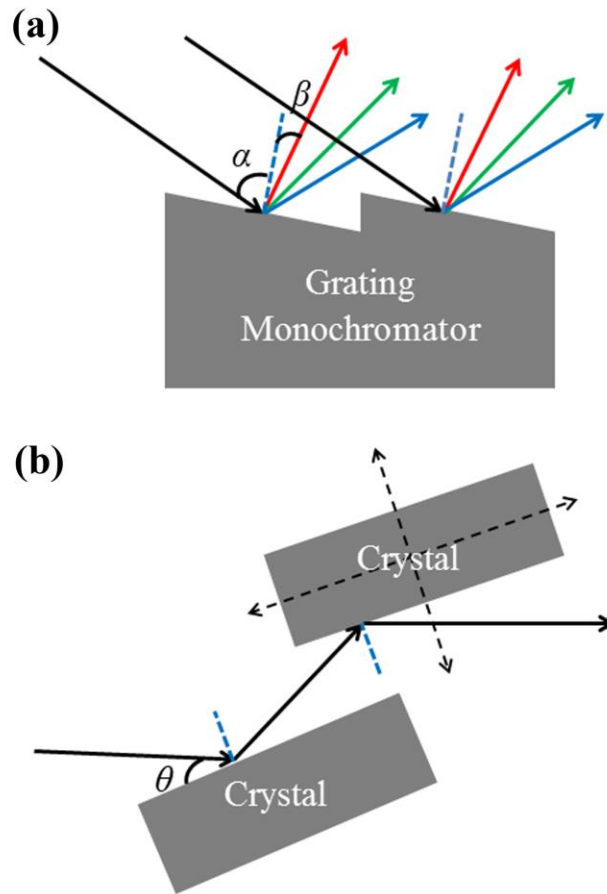 (a)
β
α
Grating
Monochromator
(b)
Crystal
θ
Crystal